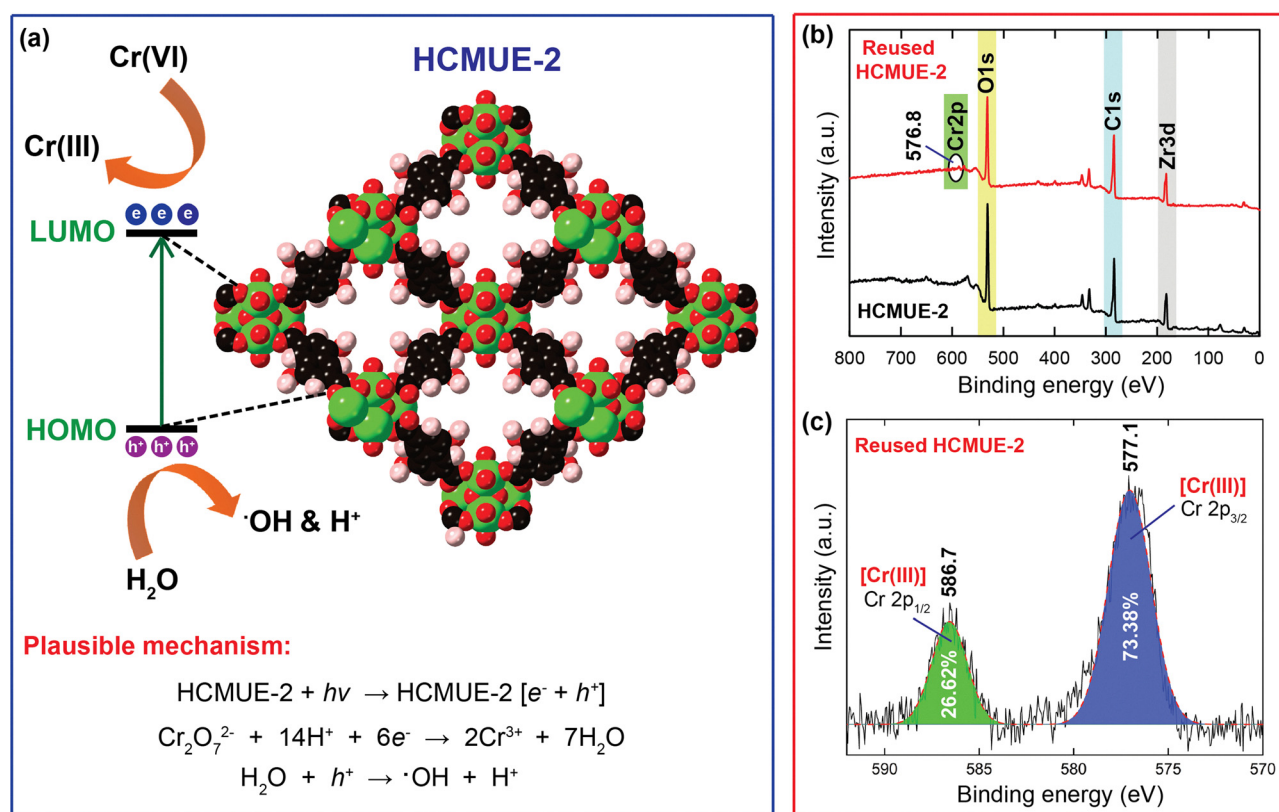 (a)
Cr(VI)
HCMUE-2
Cr(III)
e e e
LUMO
HOMO
h⁺ h⁺ h⁺
·OH & H⁺
H₂O
Plausible mechanism:
HCMUE-2 + hν → HCMUE-2 [e⁻ + h⁺]
Cr₂O₇²⁻ + 14H⁺ + 6e⁻ → 2Cr³⁺ + 7H₂O
H₂O + h⁺ → ·OH + H⁺
(b)
Reused
HCMUE-2
576.8
Cr2p
O1s
C1s
Zr3d
HCMUE-2
Intensity (a.u.)
800 700 600 500 400 300 200 100 0
Binding energy (eV)
(c)
Reused HCMUE-2
577.1
[Cr(III)]
Cr 2p₃/₂
73.38%
586.7
[Cr(III)]
Cr 2p₁/₂
26.62%
Intensity (a.u.)
590 585 580 575 570
Binding energy (eV)